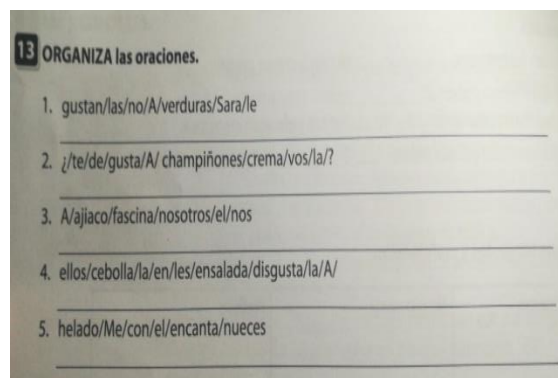 13 ORGANIZA las oraciones.
1. gustan/las/no/A/verduras/Sara/le
2. ¿/te/de/gusta/A/ champiñones/crema/vos/la/?
3. A/ajiaco/fascina/nosotros/el/nos
4. ellos/cebolla/la/en/les/ensalada/disgusta/la/A/
5. helado/Me/con/el/encanta/nueces